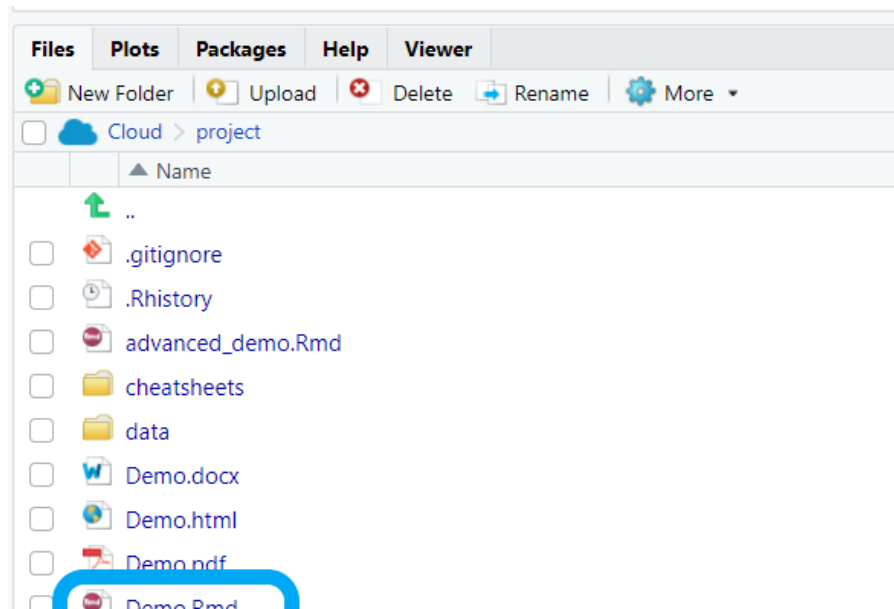 Files Plots Packages Help Viewer
New Folder Upload Delete Rename More
Cloud > project
Name
..
.gitignore
.Rhistory
advanced_demo.Rmd
cheatsheets
data
Demo.docx
Demo.html
Demo.pdf
Demo.Rmd